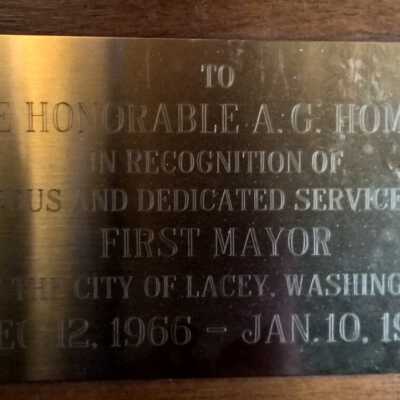 TO
E HONORABLE A. G. HOM
IN RECOGNITION OF
US AND DEDICATED SERVICE
FIRST MAYOR
THE CITY OF LACEY, WASHING
EC. 12, 1966 – JAN. 10, 19